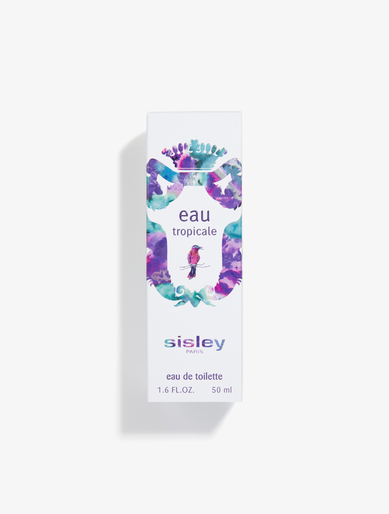 eau
tropicale
sisley
PARIS
eau de toilette
1.6 FL.OZ. 50 ml